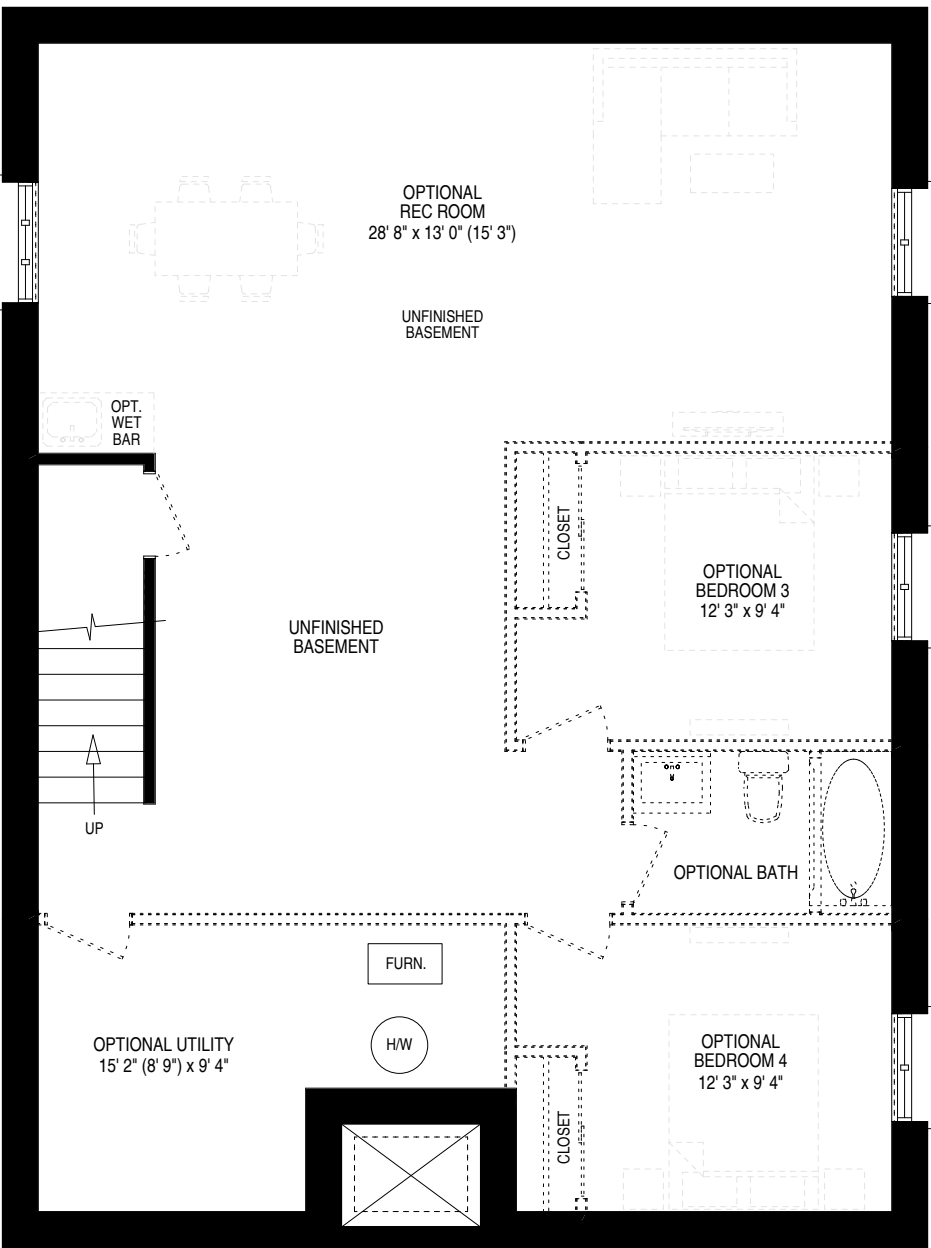 OPTIONAL
REC ROOM
28' 8" x 13' 0" (15' 3")
UNFINISHED
BASEMENT
OPT.
WET
BAR
CLOSET
OPTIONAL
BEDROOM 3
12' 3" x 9' 4"
UNFINISHED
BASEMENT
UP
OPTIONAL BATH
FURN.
H/W
OPTIONAL UTILITY
15' 2" (8' 9") x 9' 4"
OPTIONAL
BEDROOM 4
12' 3" x 9' 4"
CLOSET